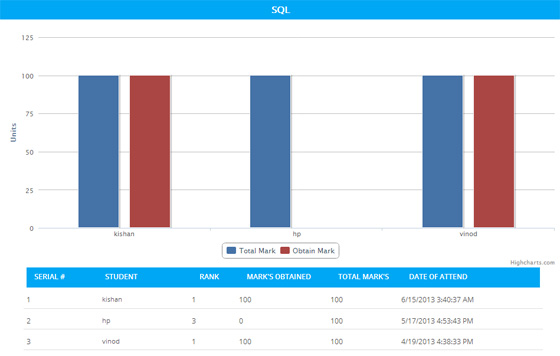 SQL
125
100
75
50
25
0
Units
kishan hp vinod
Total Mark Obtain Mark
Highcharts.com
SERIAL # STUDENT RANK MARK'S OBTAINED TOTAL MARK'S DATE OF ATTEND
1 kishan 1 100 100 6/15/2013 3:40:37 AM
2 hp 3 0 100 5/17/2013 4:53:43 PM
3 vinod 1 100 100 4/19/2013 4:38:33 PM